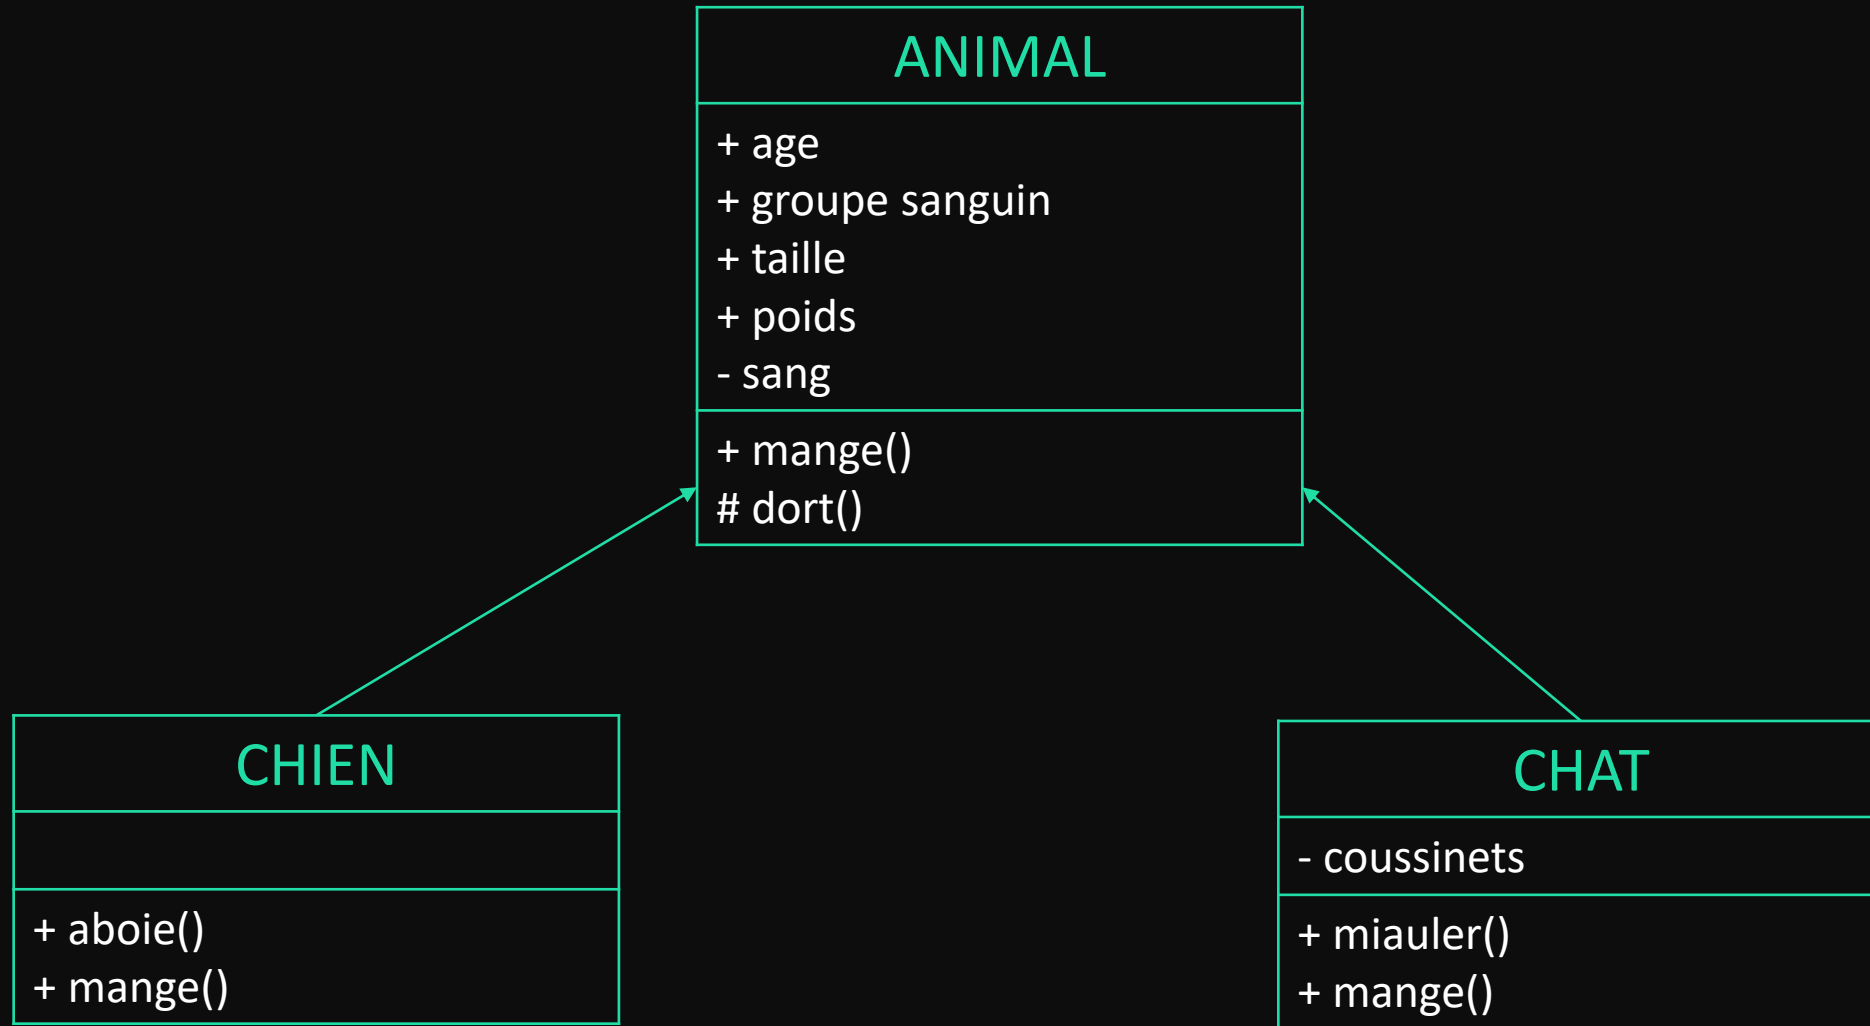 ANIMAL
+ age
+ groupe sanguin
+ taille
+ poids
- sang
+ mange()
# dort()
CHIEN
+ aboie()
+ mange()
CHAT
- coussinets
+ miauler()
+ mange()